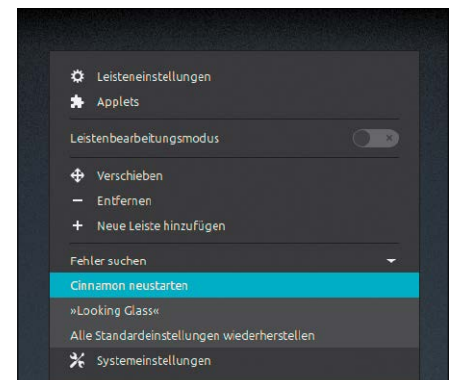 Leisteneinstellungen
Applets
Leistenbearbeitungsmodus
Verschieben
Entfernen
Neue Leiste hinzufügen
Fehler suchen
Cinnamon neustarten
»Looking Glass«
Alle Standardeinstellungen wiederherstellen
Systemeinstellungen